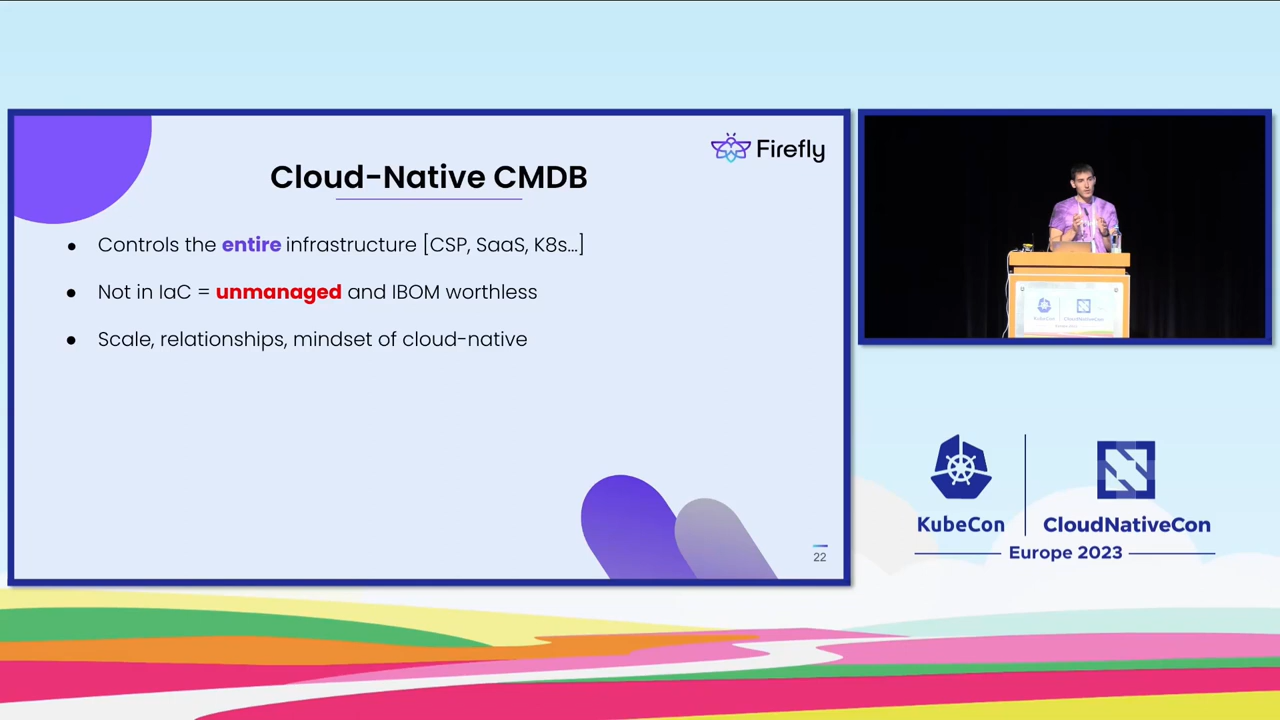 Firefly
Cloud-Native CMDB
● Controls the entire infrastructure [CSP, SaaS, K8s...]
● Not in IaC = unmanaged and IBOM worthless
● Scale, relationships, mindset of cloud-native
22
KubeCon
CloudNativeCon
Europe 2023